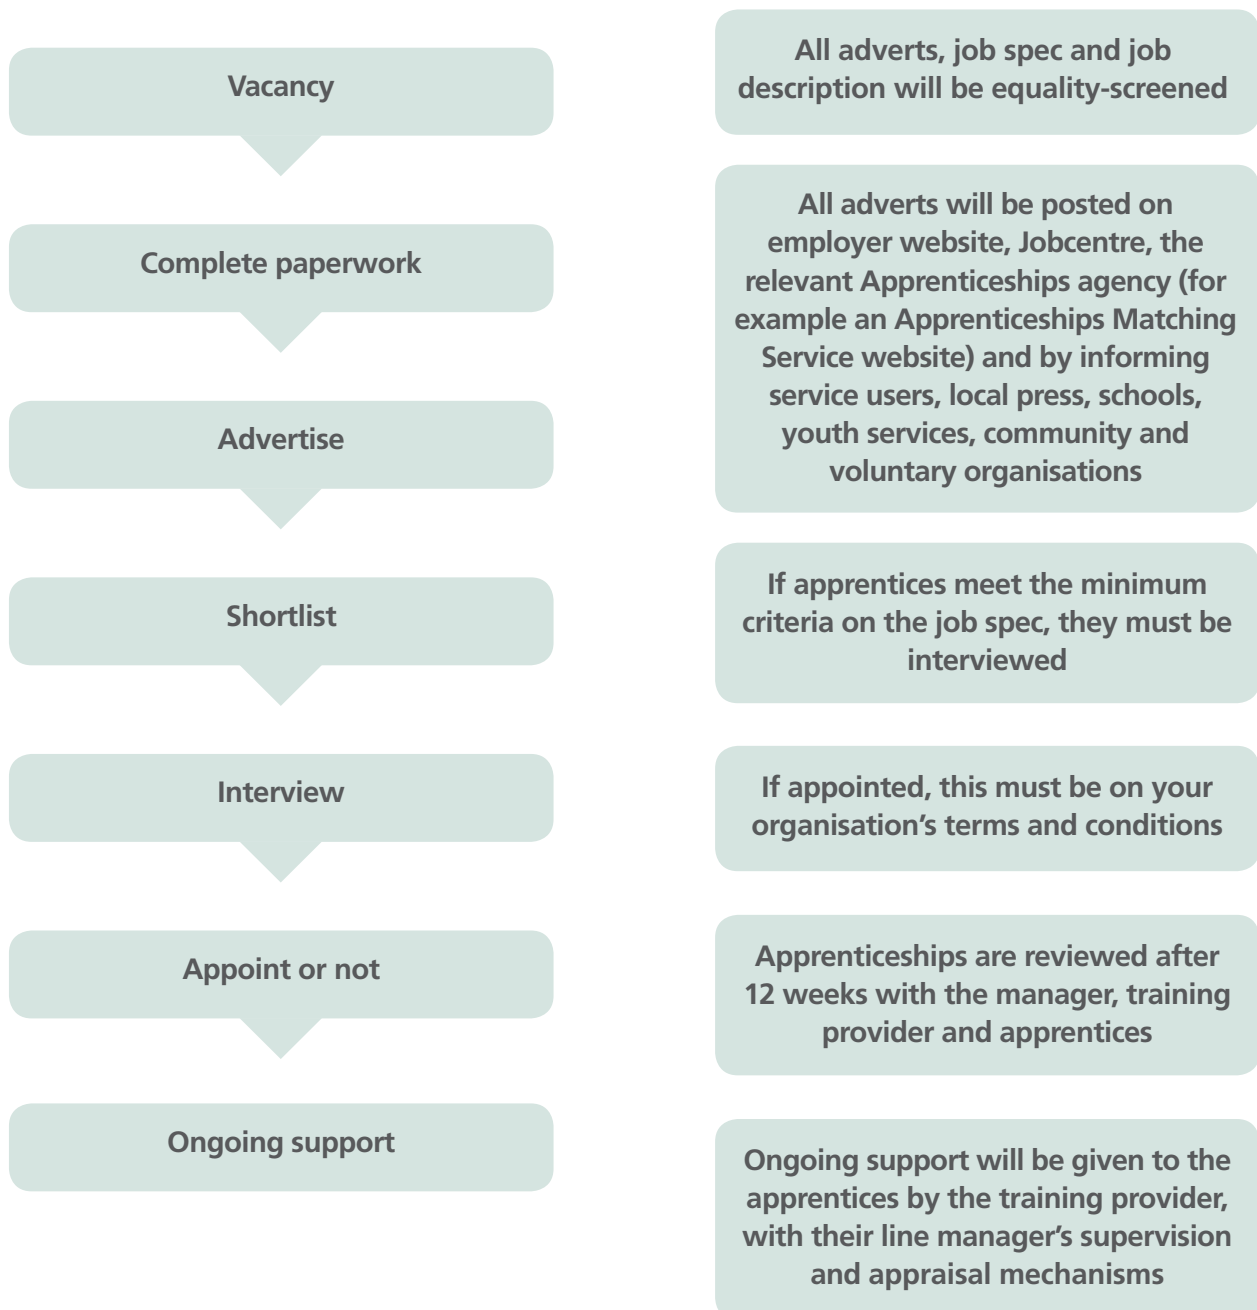 Vacancy
Complete paperwork
Advertise
Shortlist
Interview
Appoint or not
Ongoing support
All adverts, job spec and job
description will be equality-screened
All adverts will be posted on
employer website, Jobcentre, the
relevant Apprenticeships agency (for
example an Apprenticeships Matching
Service website) and by informing
service users, local press, schools,
youth services, community and
voluntary organisations
If apprentices meet the minimum
criteria on the job spec, they must be
interviewed
If appointed, this must be on your
organisation’s terms and conditions
Apprenticeships are reviewed after
12 weeks with the manager, training
provider and apprentices
Ongoing support will be given to the
apprentices by the training provider,
with their line manager’s supervision
and appraisal mechanisms